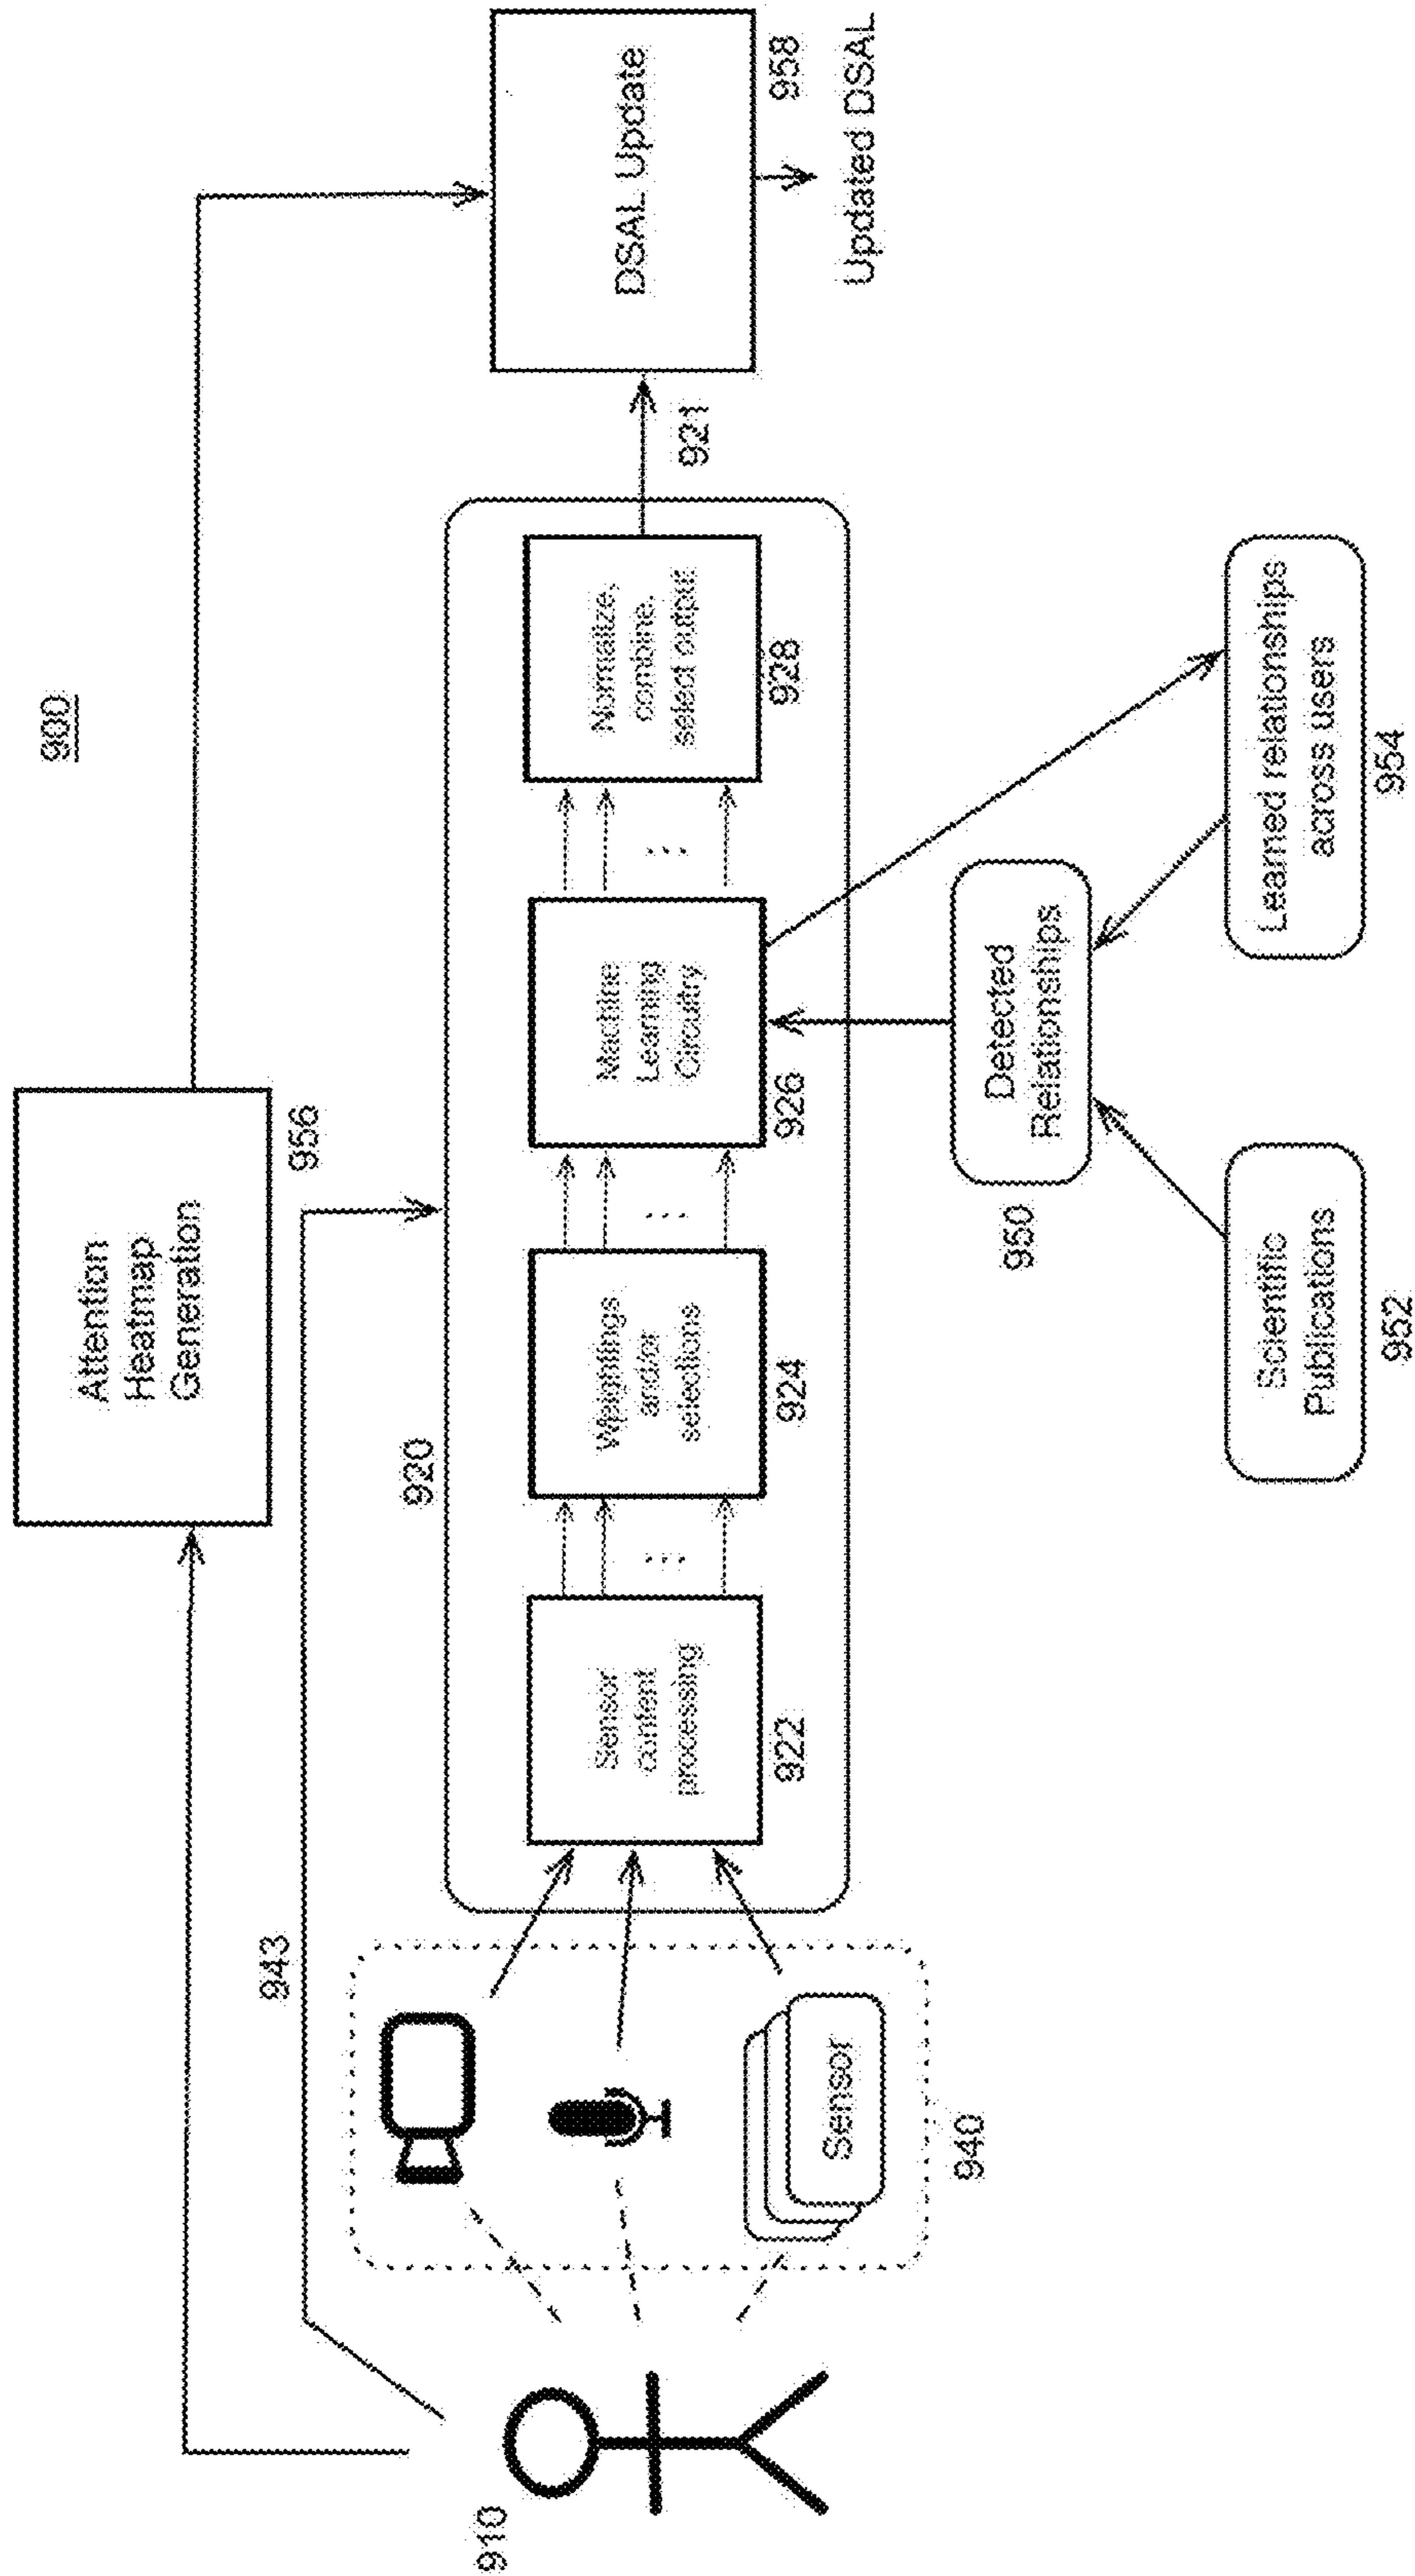 900
Attention
Heatmap
Generation
956
943
920
910
Sensor
940
Sensor
content
processing
922
Weightings
and/or
selections
924
Machine
Learning
Circuitry
926
Normalize,
combine,
select output
928
921
DSAL Update
958
Updated DSAL
Detected
Relationships
950
Scientific
Publications
952
Learned relationships
across users
954